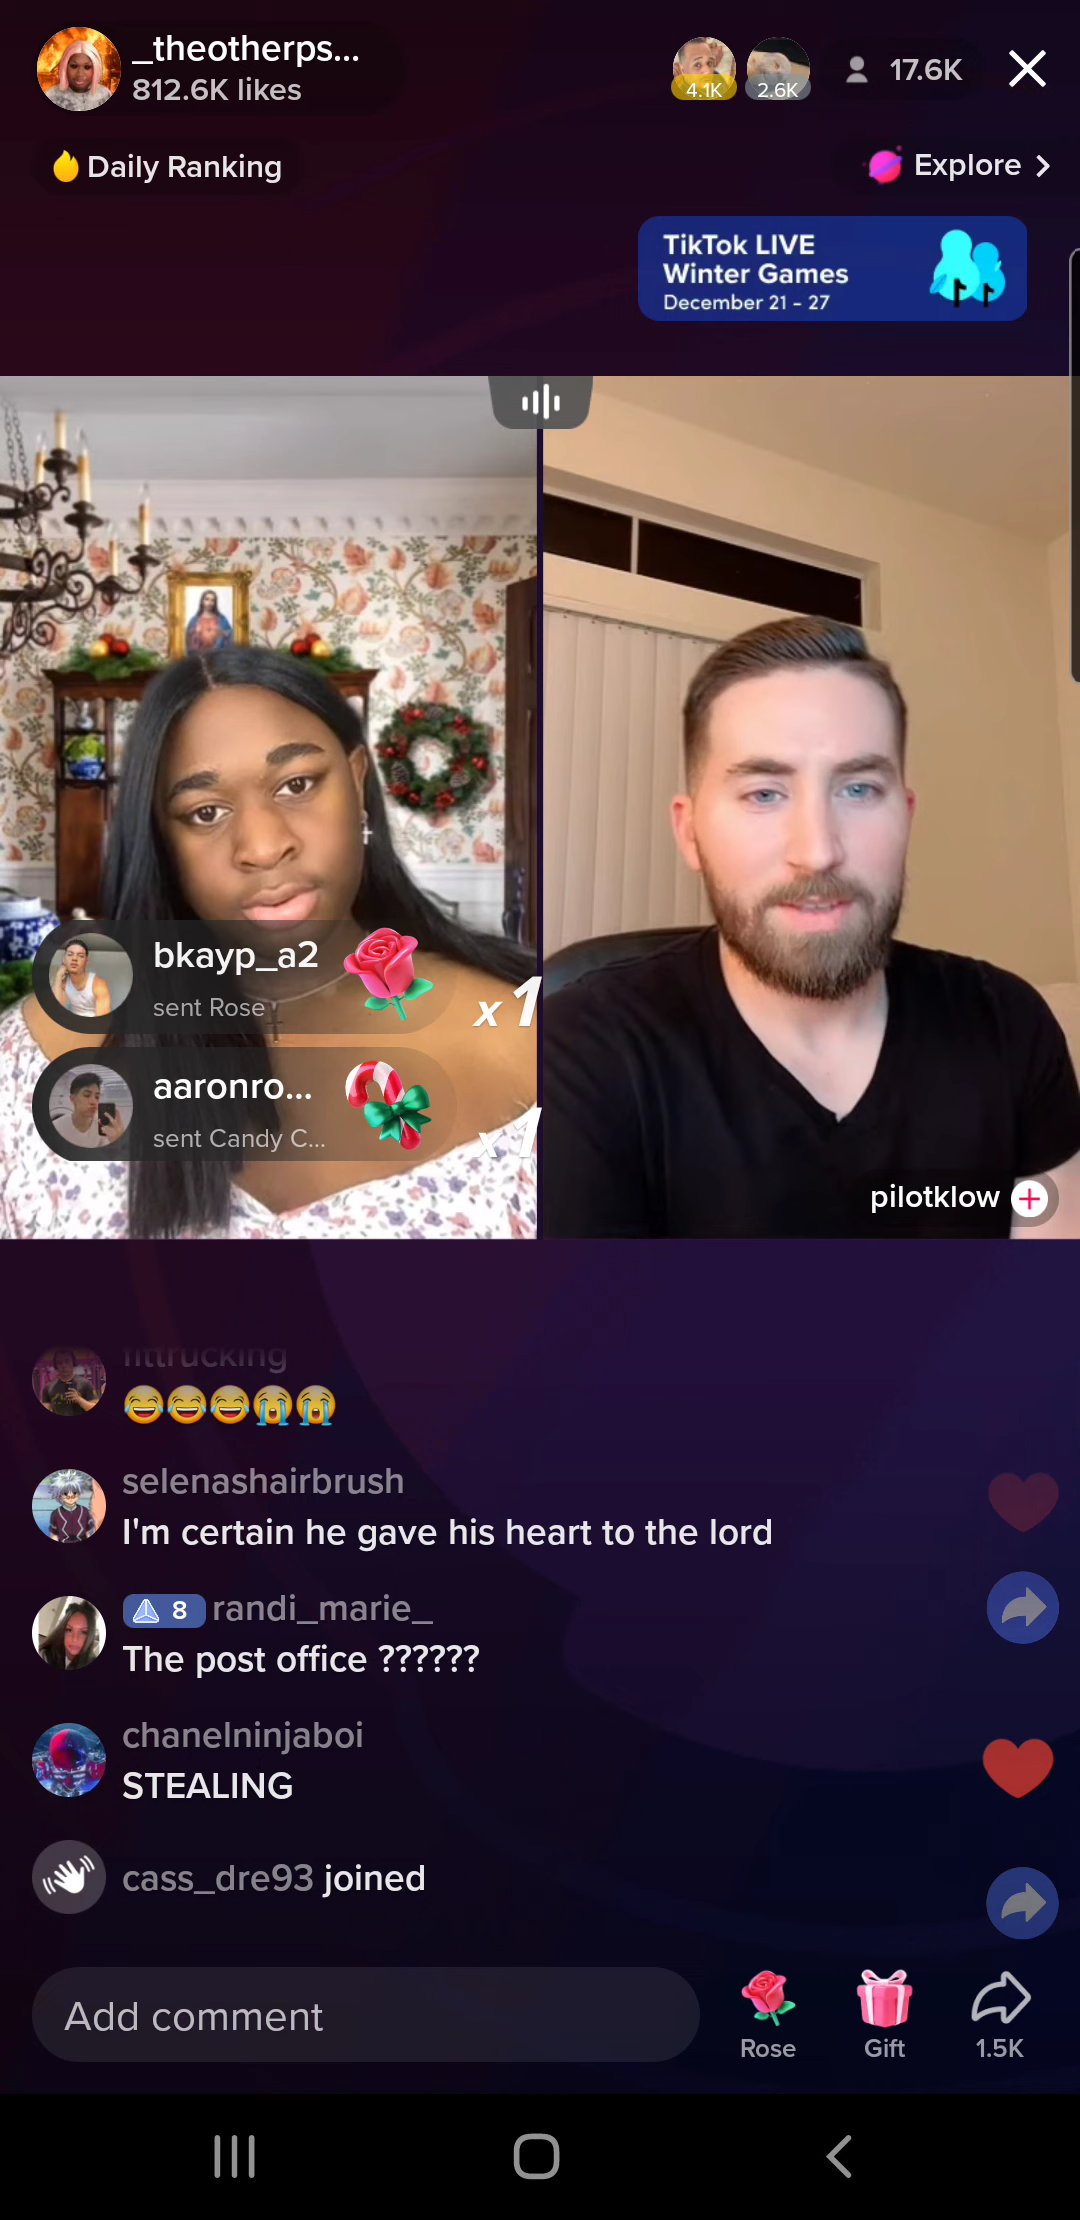 _theotherps...
812.6K likes
4.1K
2.6K
17.6K
Daily Ranking
Explore
TikTok LIVE
Winter Games
December 21 - 27
bkayp_a2
sent Rose
x1
aaronro...
sent Candy C...
x1
pilotklow
fittrucking
😂😂😂😭😭
selenashairbrush
I'm certain he gave his heart to the lord
8 randi_marie_
The post office ??????
chanelninjaboi
STEALING
cass_dre93 joined
Add comment
Rose
Gift
1.5K